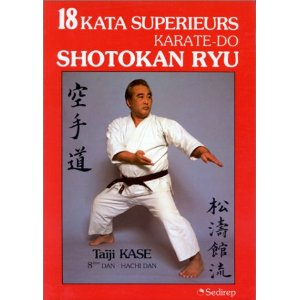 18 KATA SUPERIEURS
KARATE-DO
SHOTOKAN RYU
空手道
松濤館流
Taïji KASE
8ème DAN - HACHI DAN
Sedirep